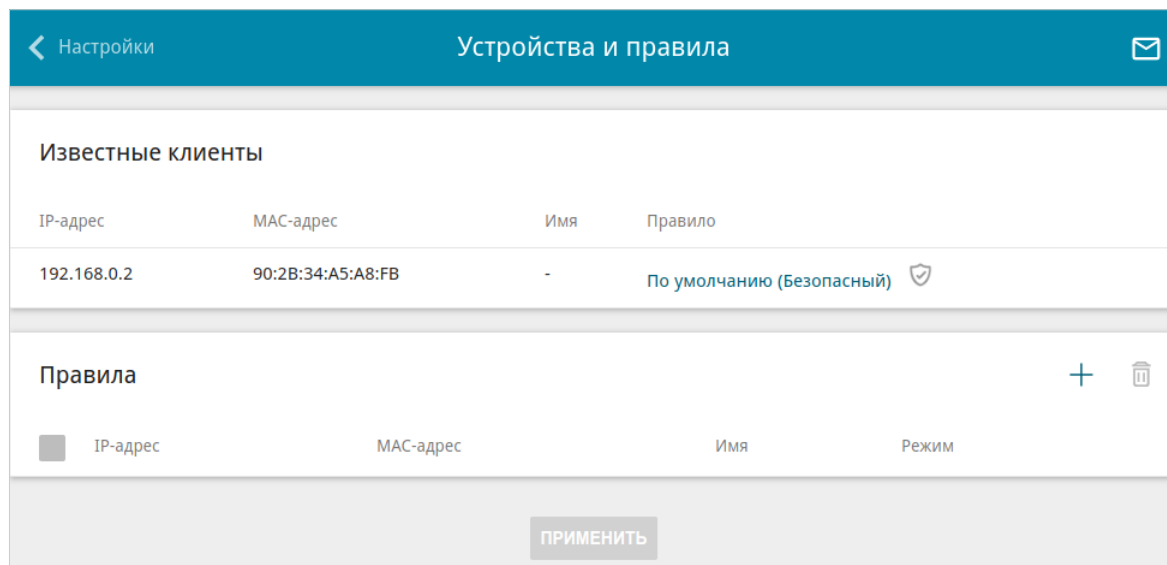 Настройки Устройства и правила
Известные клиенты
IP-адрес MAC-адрес Имя Правило
192.168.0.2 90:2B:34:A5:A8:FB - По умолчанию (Безопасный)
Правила
IP-адрес MAC-адрес Имя Режим
ПРИМЕНИТЬ